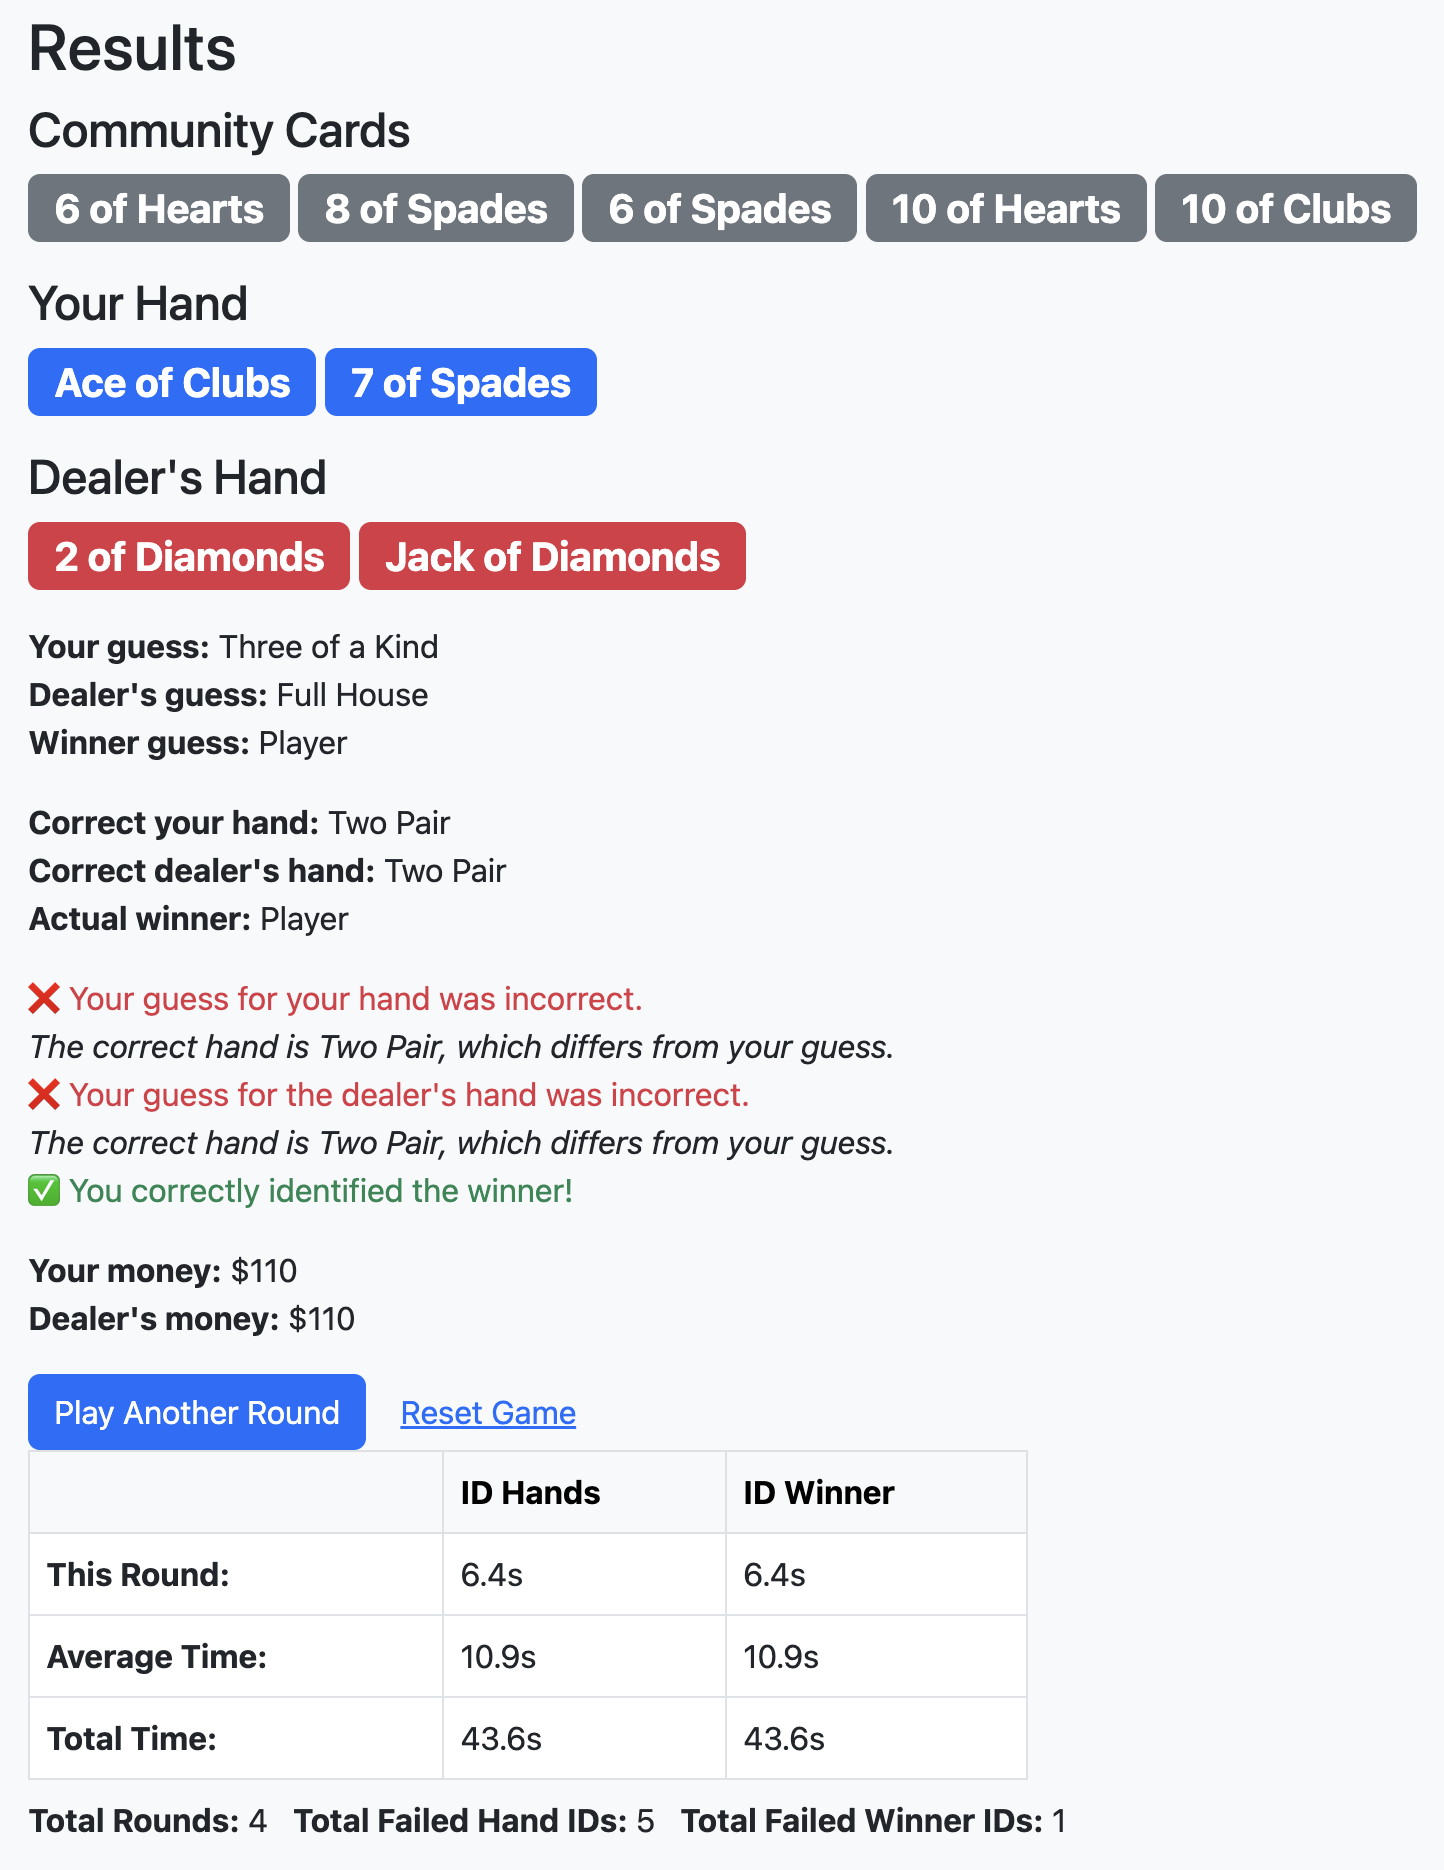 Results
Community Cards
6 of Hearts 8 of Spades 6 of Spades 10 of Hearts 10 of Clubs
Your Hand
Ace of Clubs 7 of Spades
Dealer's Hand
2 of Diamonds Jack of Diamonds
Your guess: Three of a Kind
Dealer's guess: Full House
Winner guess: Player
Correct your hand: Two Pair
Correct dealer's hand: Two Pair
Actual winner: Player
❌ Your guess for your hand was incorrect.
The correct hand is Two Pair, which differs from your guess.
❌ Your guess for the dealer's hand was incorrect.
The correct hand is Two Pair, which differs from your guess.
✅ You correctly identified the winner!
Your money: $110
Dealer's money: $110
Play Another Round Reset Game
ID Hands ID Winner
This Round: 6.4s 6.4s
Average Time: 10.9s 10.9s
Total Time: 43.6s 43.6s
Total Rounds: 4 Total Failed Hand IDs: 5 Total Failed Winner IDs: 1